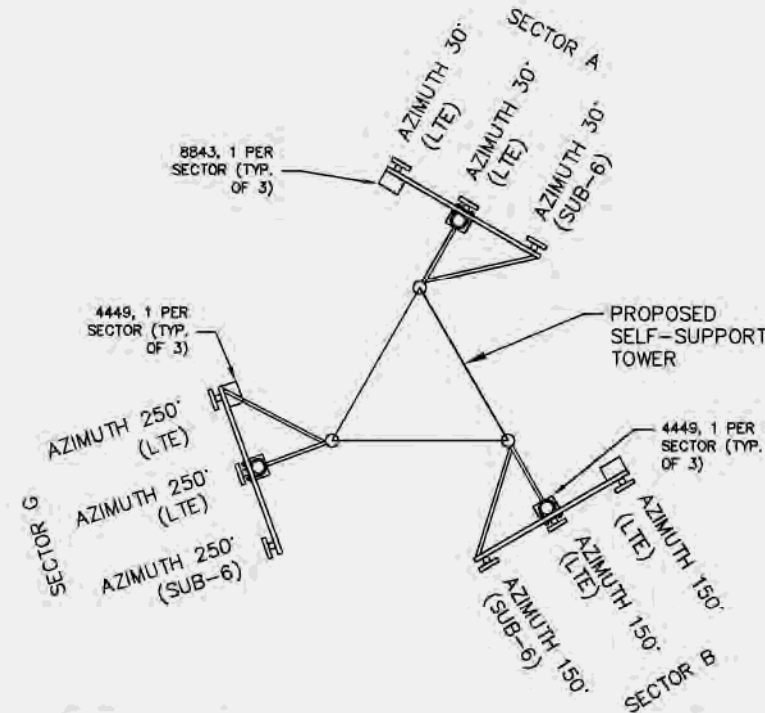 SECTOR A
AZIMUTH 30°
(LTE)
AZIMUTH 30°
(LTE)
AZIMUTH 30°
(SUB-6)
8843, 1 PER
SECTOR (TYP.
OF 3)
4449, 1 PER
SECTOR (TYP.
OF 3)
PROPOSED
SELF-SUPPORT
TOWER
AZIMUTH 250°
(LTE)
AZIMUTH 250°
(LTE)
AZIMUTH 250°
(SUB-6)
SECTOR G
4449, 1 PER
SECTOR (TYP.
OF 3)
AZIMUTH 150°
(LTE)
AZIMUTH 150°
(LTE)
AZIMUTH 150°
(SUB-6)
SECTOR B